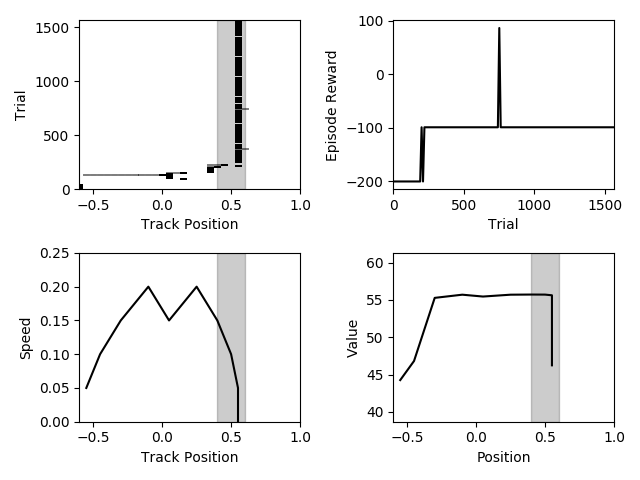 1500
1000
500
0
Trial
−0.5 0.0 0.5 1.0
Track Position
100
0
−100
−200
Episode Reward
0 500 1000 1500
Trial
0.25
0.20
0.15
0.10
0.05
0.00
Speed
−0.5 0.0 0.5 1.0
Track Position
60
55
50
45
40
Value
−0.5 0.0 0.5 1.0
Position